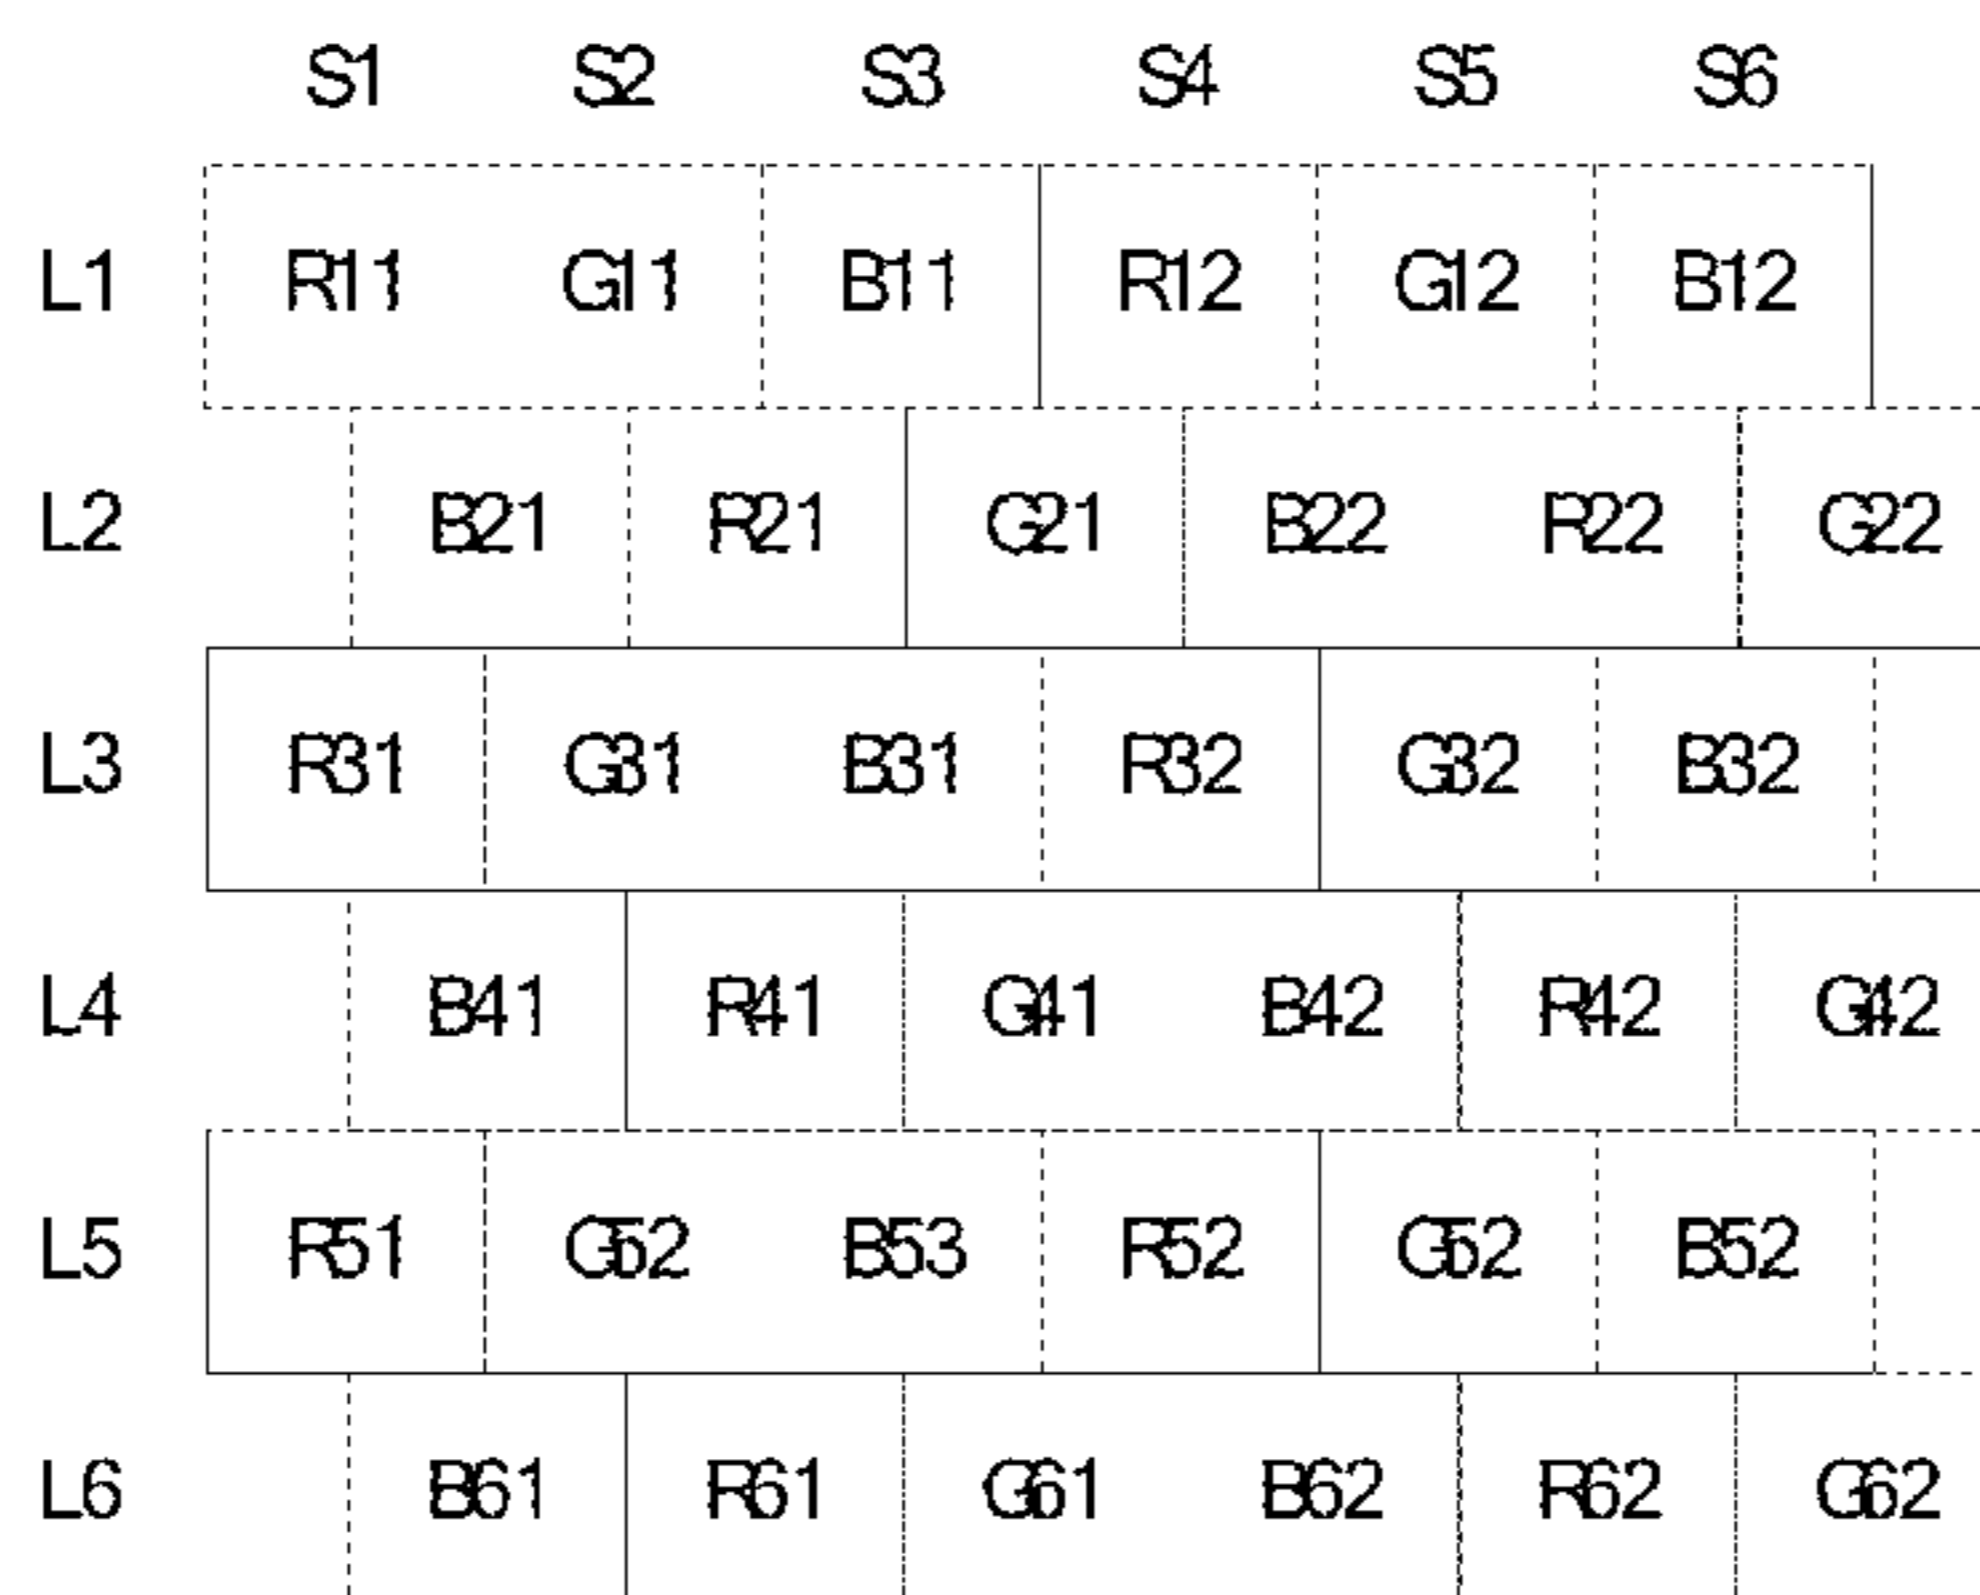 S1 S2 S3 S4 S5 S6
L1 R11 G11 B11 R12 G12 B12
L2 B21 R21 G21 B22 R22 G22
L3 R31 G31 B31 R32 G32 B32
L4 B41 R41 G41 B42 R42 G42
L5 R51 G52 B53 R52 G52 B52
L6 B61 R61 G61 B62 R62 G62